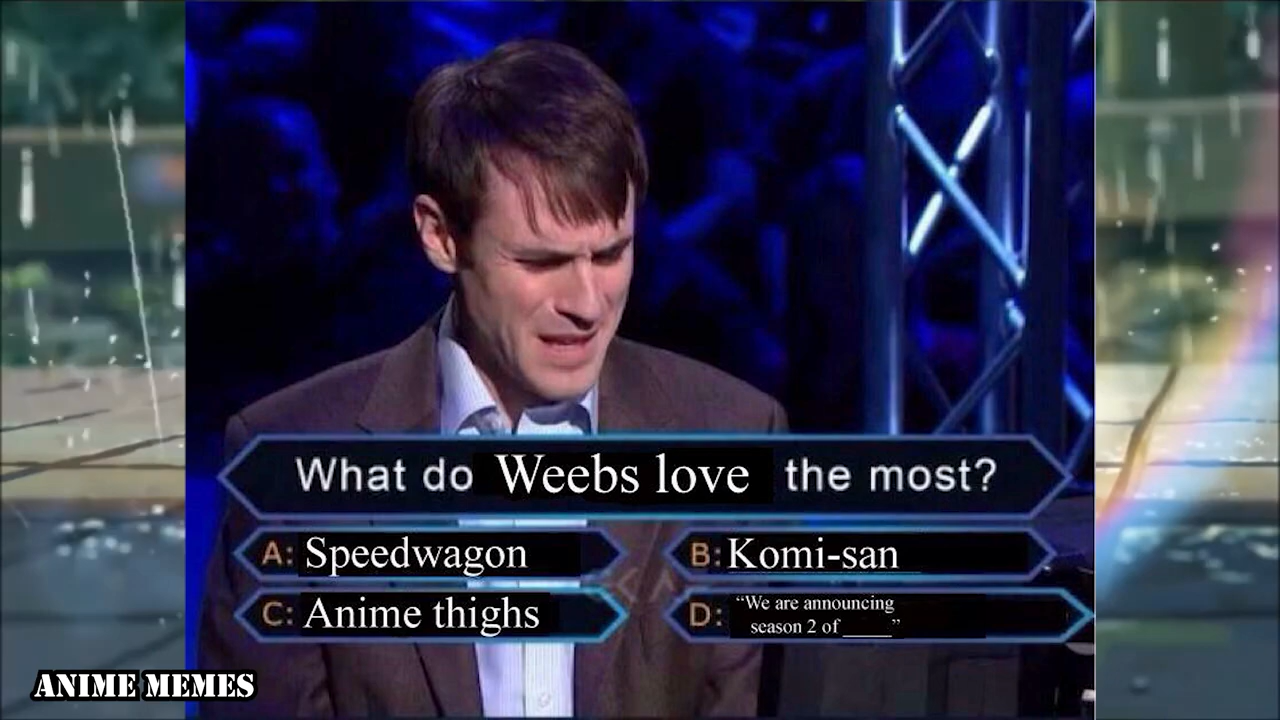 What do Weebs love the most?
A: Speedwagon
B: Komi-san
C: Anime thighs
D: “We are announcing
season 2 of _____”
ANIME MEMES